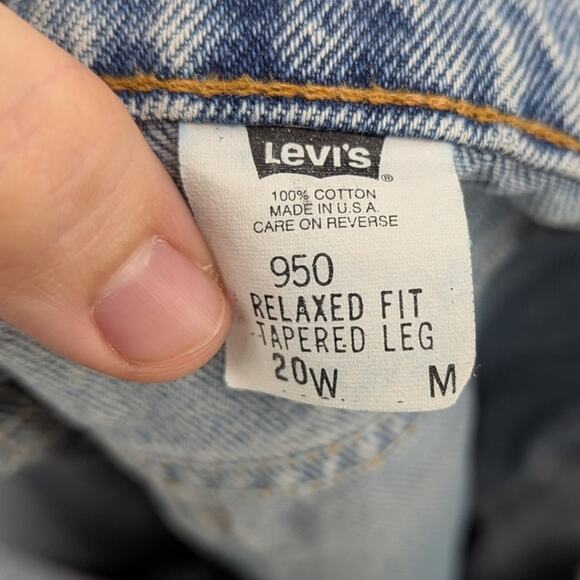 Levi's ®
100% COTTON
MADE IN U.S.A.
CARE ON REVERSE
950
RELAXED FIT
TAPERED LEG
20W M